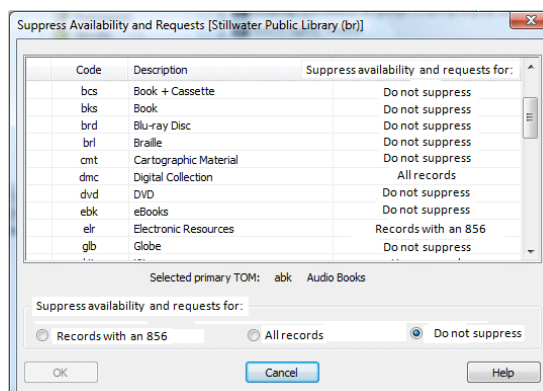 Suppress Availability and Requests [Stillwater Public Library (br)]
Code Description Suppress availability and requests for:
bcs Book + Cassette Do not suppress
bks Book Do not suppress
brd Blu-ray Disc Do not suppress
brl Braille Do not suppress
cmt Cartographic Material Do not suppress
dmc Digital Collection All records
dvd DVD Do not suppress
ebk eBooks Do not suppress
elr Electronic Resources Records with an 856
glb Globe Do not suppress
Selected primary TOM: abk Audio Books
Suppress availability and requests for:
Records with an 856 All records Do not suppress
OK Cancel Help